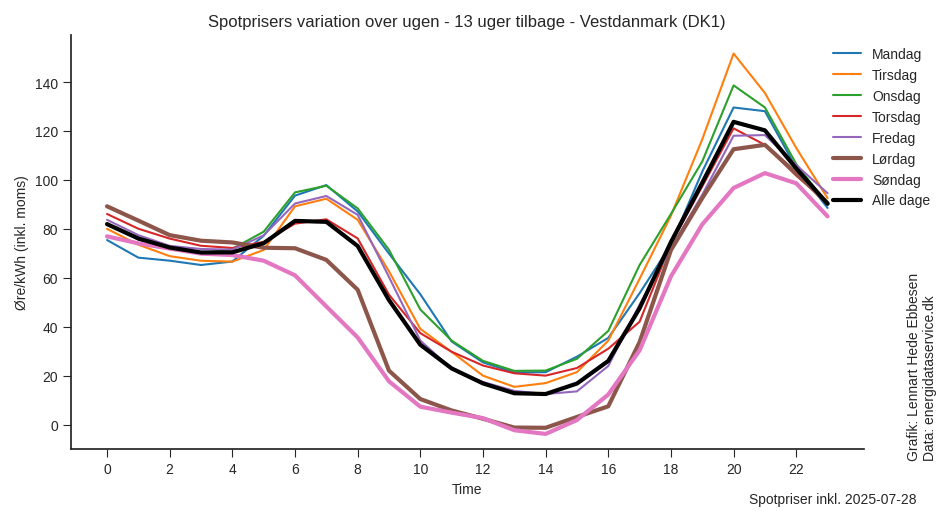 Spotprisers variation over ugen - 13 uger tilbage - Vestdanmark (DK1)
Øre/kWh (inkl. moms)
140
120
100
80
60
40
20
0
0 2 4 6 8 10 12 14 16 18 20 22
Time
Mandag
Tirsdag
Onsdag
Torsdag
Fredag
Lørdag
Søndag
Alle dage
Grafik: Lennart Hede Ebbesen
Data: energidataservice.dk
Spotpriser inkl. 2025-07-28